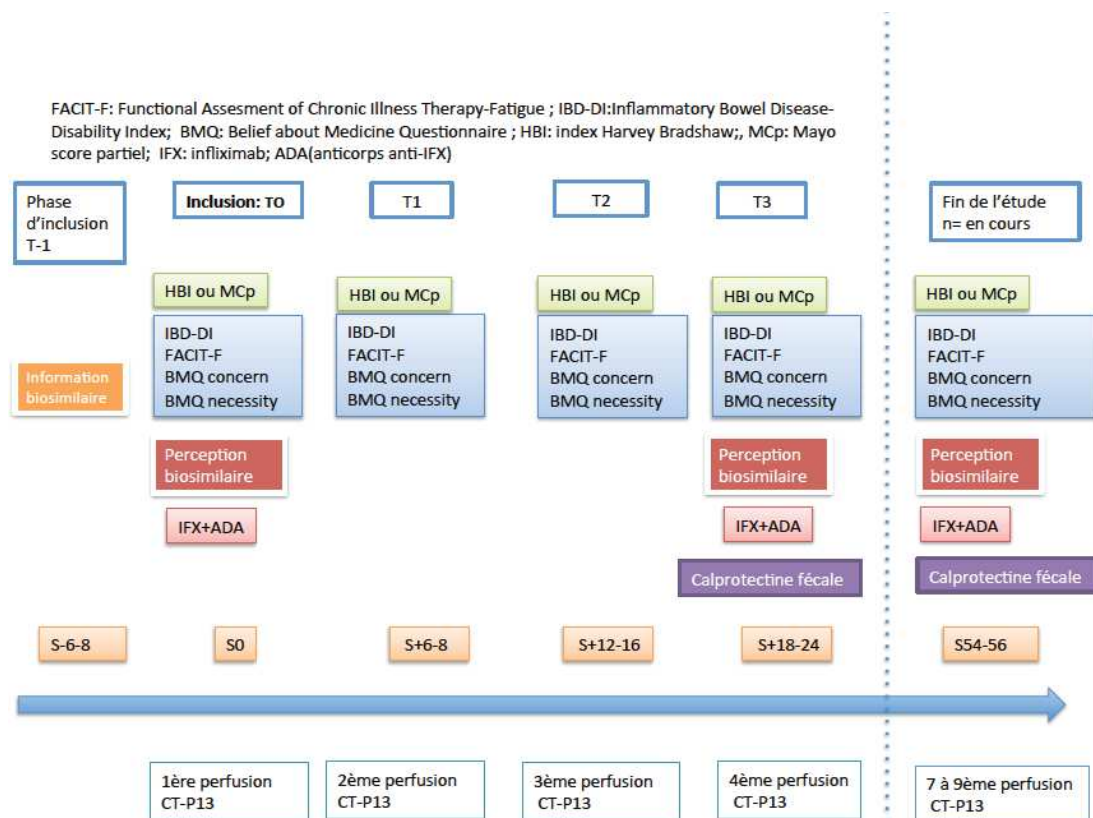 FACIT-F: Functional Assesment of Chronic Illness Therapy-Fatigue ; IBD-DI:Inflammatory Bowel Disease-
Disability Index; BMQ: Belief about Medicine Questionnaire ; HBI: index Harvey Bradshaw;, MCp: Mayo
score partiel; IFX: infliximab; ADA(anticorps anti-IFX)
Phase
d'inclusion
T-1
Inclusion: TO
T1
T2
T3
Fin de l'étude
n= en cours
HBI ou MCp
HBI ou MCp
HBI ou MCp
HBI ou MCp
HBI ou MCp
Information
biosimilaire
IBD-DI
FACIT-F
BMQ concern
BMQ necessity
IBD-DI
FACIT-F
BMQ concern
BMQ necessity
IBD-DI
FACIT-F
BMQ concern
BMQ necessity
IBD-DI
FACIT-F
BMQ concern
BMQ necessity
IBD-DI
FACIT-F
BMQ concern
BMQ necessity
Perception
biosimilaire
Perception
biosimilaire
Perception
biosimilaire
IFX+ADA
IFX+ADA
IFX+ADA
Calprotectine fécale
Calprotectine fécale
S-6-8
S0
S+6-8
S+12-16
S+18-24
S54-56
1ère perfusion
CT-P13
2ème perfusion
CT-P13
3ème perfusion
CT-P13
4ème perfusion
CT-P13
7 à 9ème perfusion
CT-P13